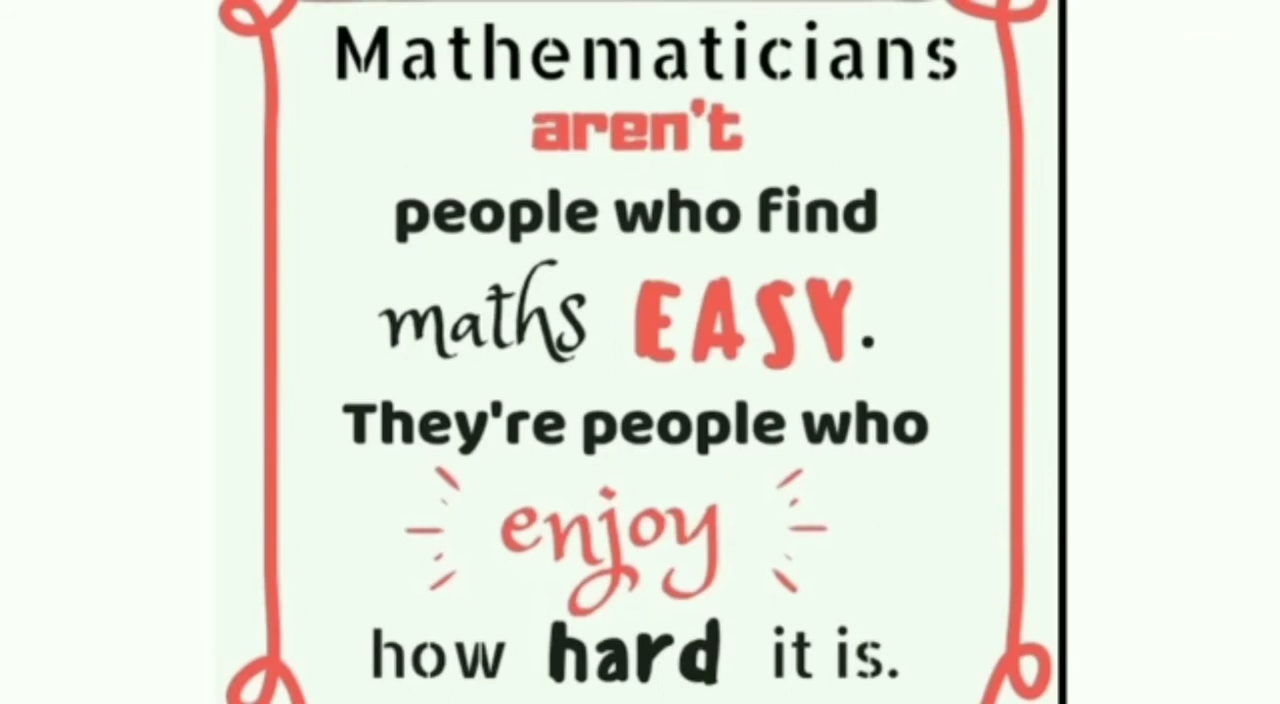 Mathematicians
aren't
people who find
maths EASY.
They're people who
enjoy
how hard it is.